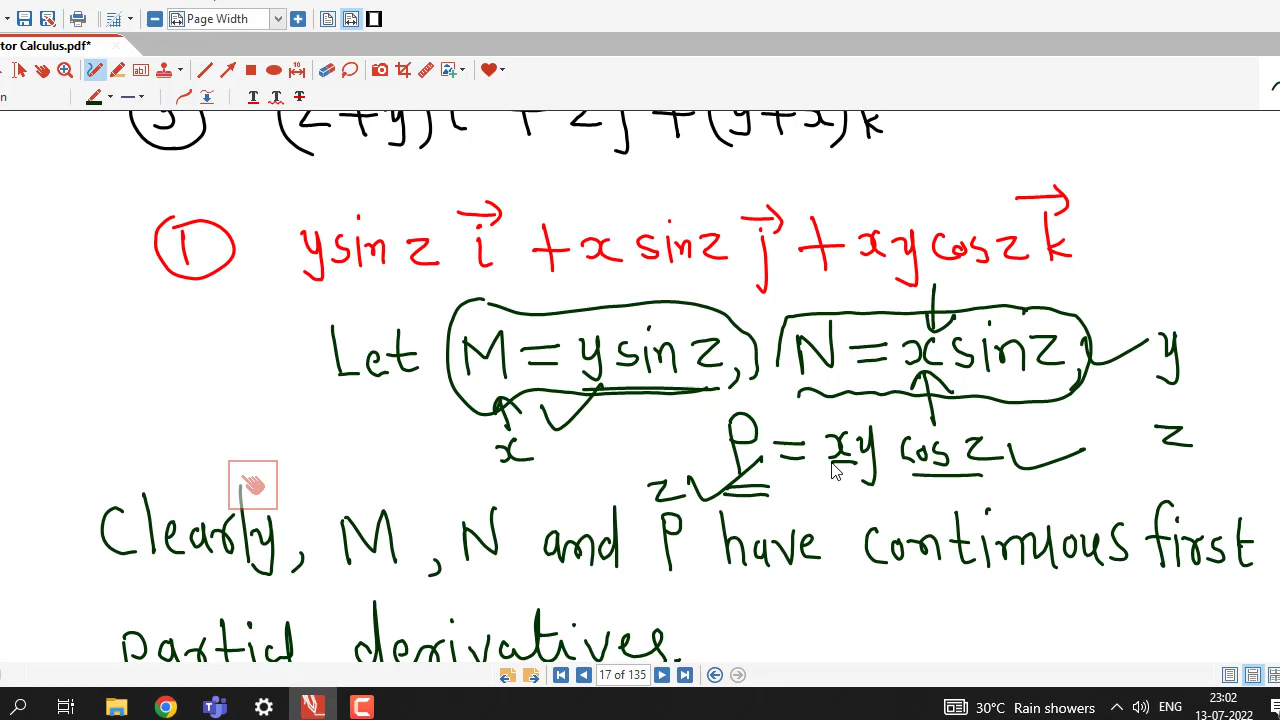 Page Width
tor Calculus.pdf*
(z+y)i + zj + (y+x)k
① y sin z i⃗ + x sin z j⃗ + xy cos z k⃗
Let M = y sin z, N = x sin z, y
x P = xy cos z z
z
Clearly, M, N and P have continuous first
partial derivatives.
17 of 135
30°C Rain showers ENG 23:02
13-07-2022